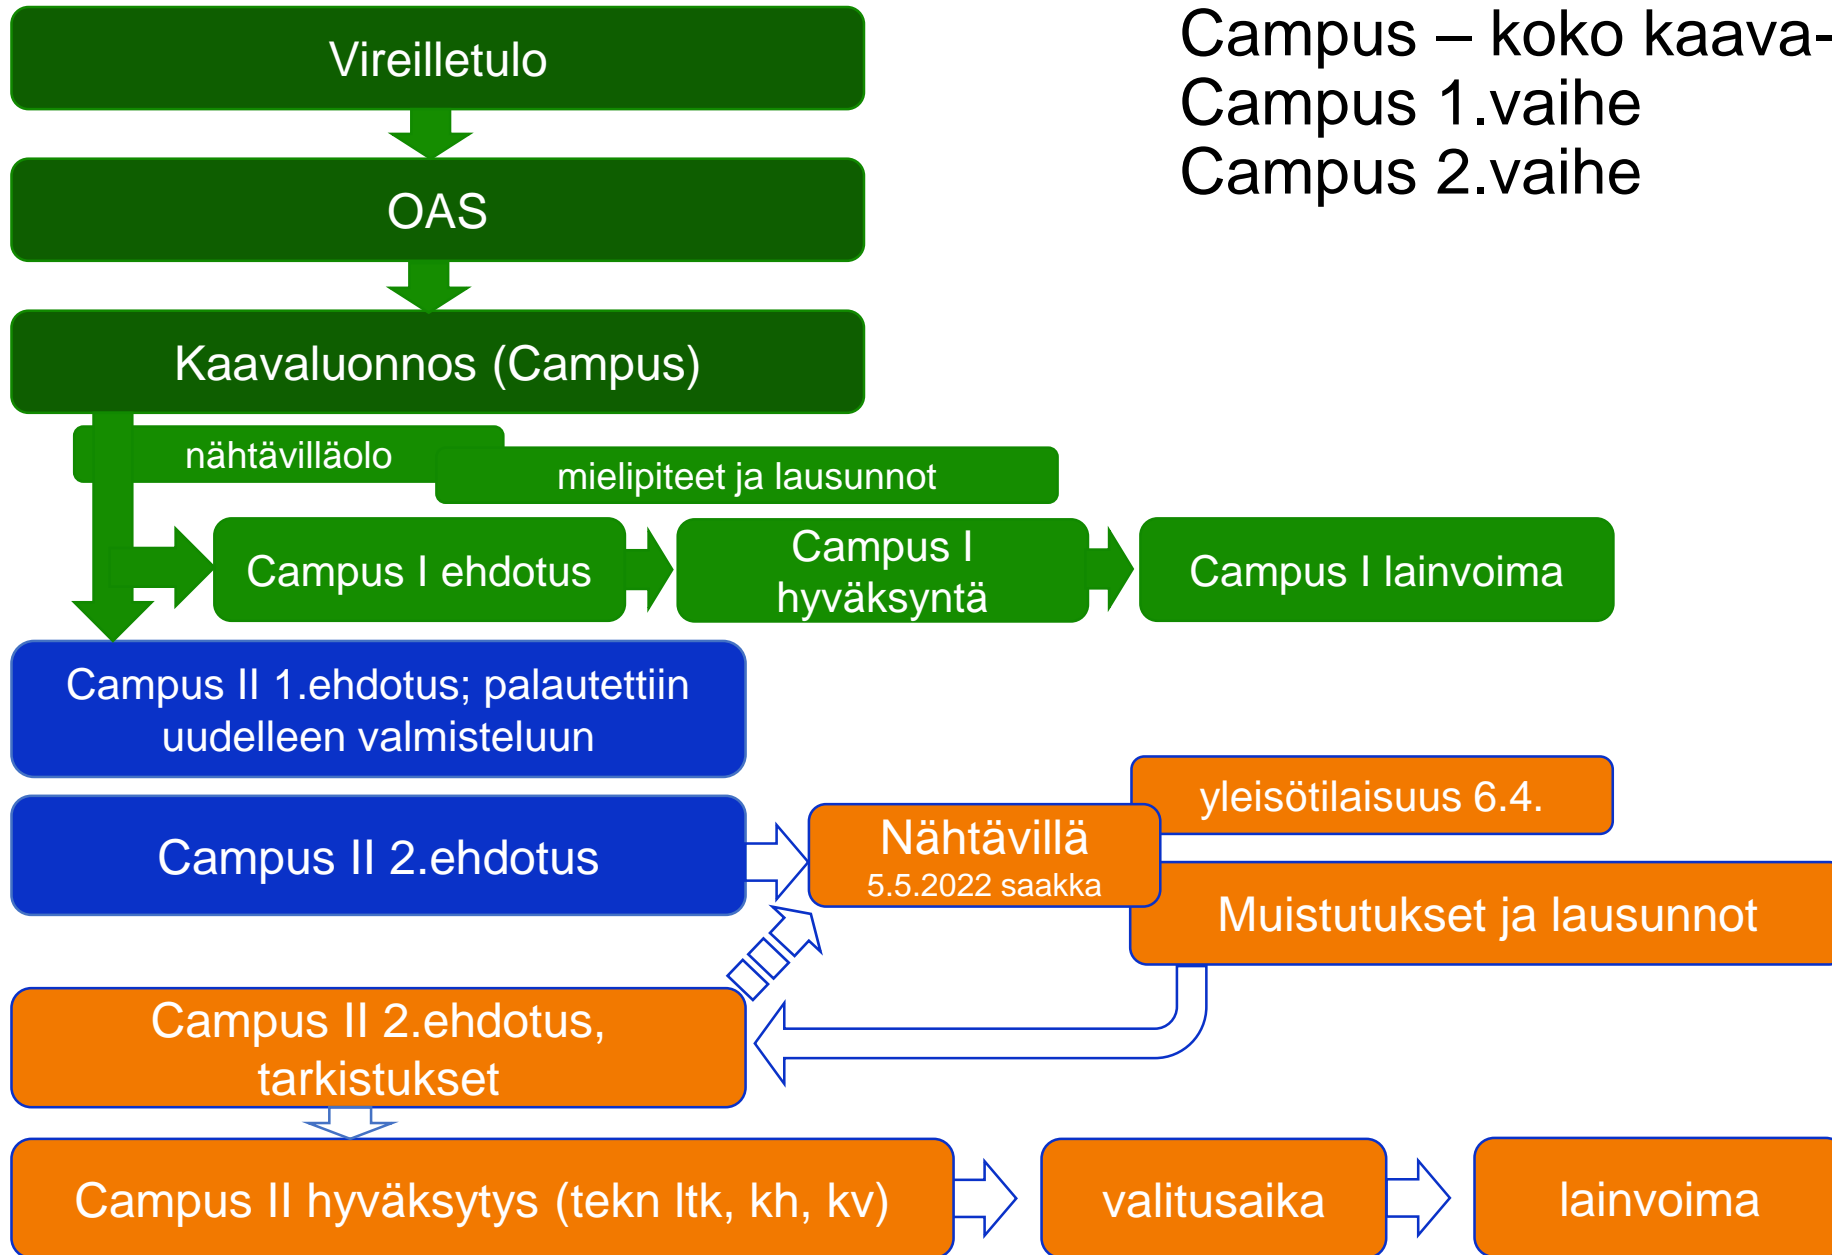 Campus – koko kaava-
Campus 1.vaihe
Campus 2.vaihe
Vireilletulo
OAS
Kaavaluonnos (Campus)
nähtävilläolo
mielipiteet ja lausunnot
Campus I ehdotus
Campus I
hyväksyntä
Campus I lainvoima
Campus II 1.ehdotus; palautettiin
uudelleen valmisteluun
Campus II 2.ehdotus
Nähtävillä
5.5.2022 saakka
yleisötilaisuus 6.4.
Muistutukset ja lausunnot
Campus II 2.ehdotus,
tarkistukset
Campus II hyväksytys (tekn ltk, kh, kv)
valitusaika
lainvoima